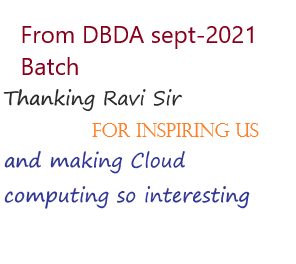 From DBDA sept-2021
Batch
Thanking Ravi Sir
FOR INSPIRING US
and making Cloud
computing so interesting